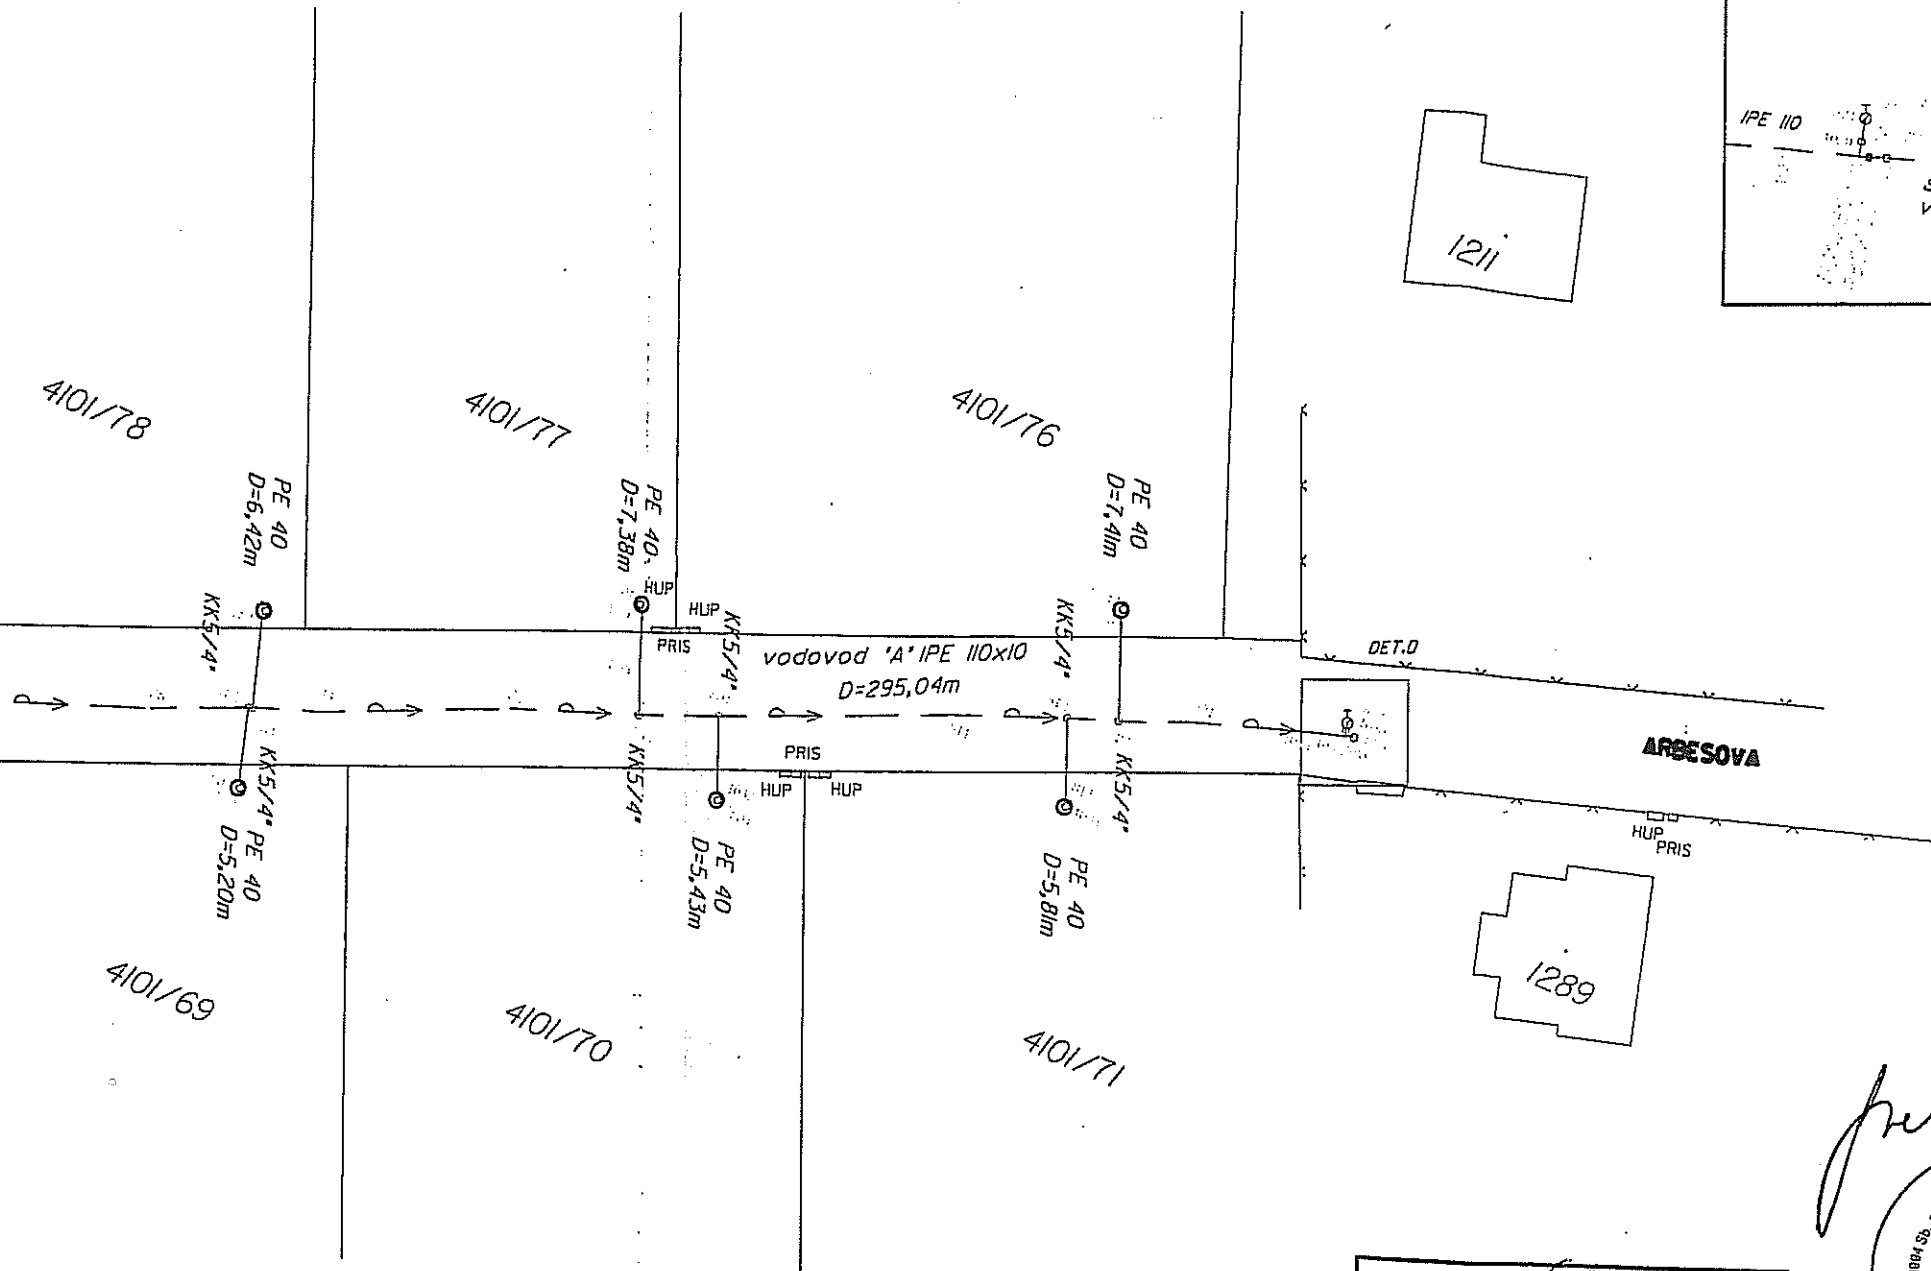 IPE 110
1211
4101/78
4101/77
4101/76
PE 40
D=6,42m
PE 40
D=7,38m
PE 40
D=7,41m
KK5/4"
HUP
HUP
PRIS
KK5/4"
KK5/4"
vodovod "A" IPE 110x10
D=295,04m
DET.D
ARBESOVA
KK5/4"
KK5/4"
PRIS
HUP
HUP
KK5/4"
HUP
PRIS
PE 40
D=5,20m
PE 40
D=5,43m
PE 40
D=5,81m
4101/69
4101/70
4101/71
1289